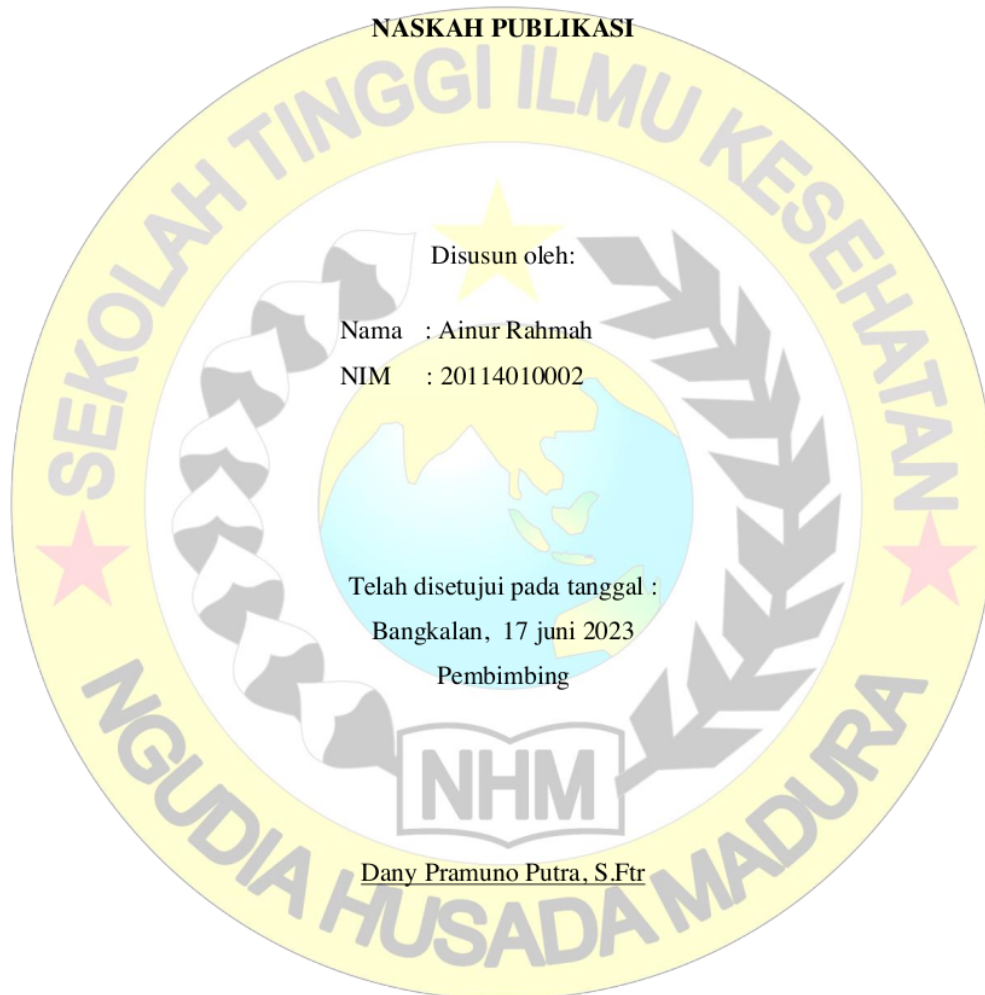 NASKAH PUBLIKASI
SEKOLAH TINGGI ILMU KESEHATAN
Disusun oleh:
Nama : Ainur Rahmah
NIM : 20114010002
Telah disetujui pada tanggal :
Bangkalan, 17 juni 2023
Pembimbing
NHM
Dany Pramuno Putra, S.Ftr
NGUDIA HUSADA MADURA